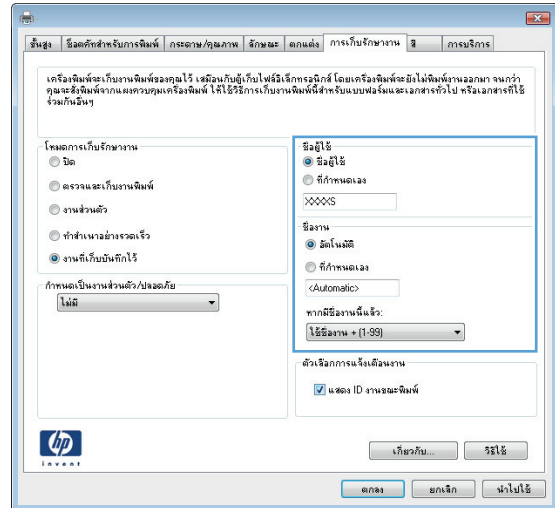 ขั้นสูง ช็อตคัทสำหรับการพิมพ์ กระดาษ/คุณภาพ ลักษณะ ตกแต่ง การเก็บรักษางาน สี การบริการ
เครื่องพิมพ์จะเก็บงานพิมพ์ของคุณไว้ เสมือนกับตู้เก็บไฟล์อิเล็กทรอนิกส์ โดยเครื่องพิมพ์จะยังไม่พิมพ์งานออกมา จนกว่า
คุณจะสั่งพิมพ์จากแผงควบคุมเครื่องพิมพ์ ให้ใช้วิธีการเก็บงานพิมพ์นี้สำหรับแบบฟอร์มและเอกสารทั่วไป หรือเอกสารที่ใช้
ร่วมกันอื่นๆ
โหมดการเก็บรักษางาน
ปิด
ตรวจและเก็บงานพิมพ์
งานส่วนตัว
ทำสำเนาอย่างรวดเร็ว
งานที่เก็บบันทึกไว้
กำหนดเป็นงานส่วนตัว/ปลอดภัย
ไม่มี
ชื่อผู้ใช้
ชื่อผู้ใช้
ที่กำหนดเอง
XXXXS
ชื่องาน
อัตโนมัติ
ที่กำหนดเอง
<Automatic>
หากมีชื่องานนี้แล้ว:
ใช้ชื่องาน + (1-99)
ตัวเลือกการแจ้งเตือนงาน
แสดง ID งานขณะพิมพ์
hp
invent
เกี่ยวกับ... วิธีใช้
ตกลง ยกเลิก นำไปใช้